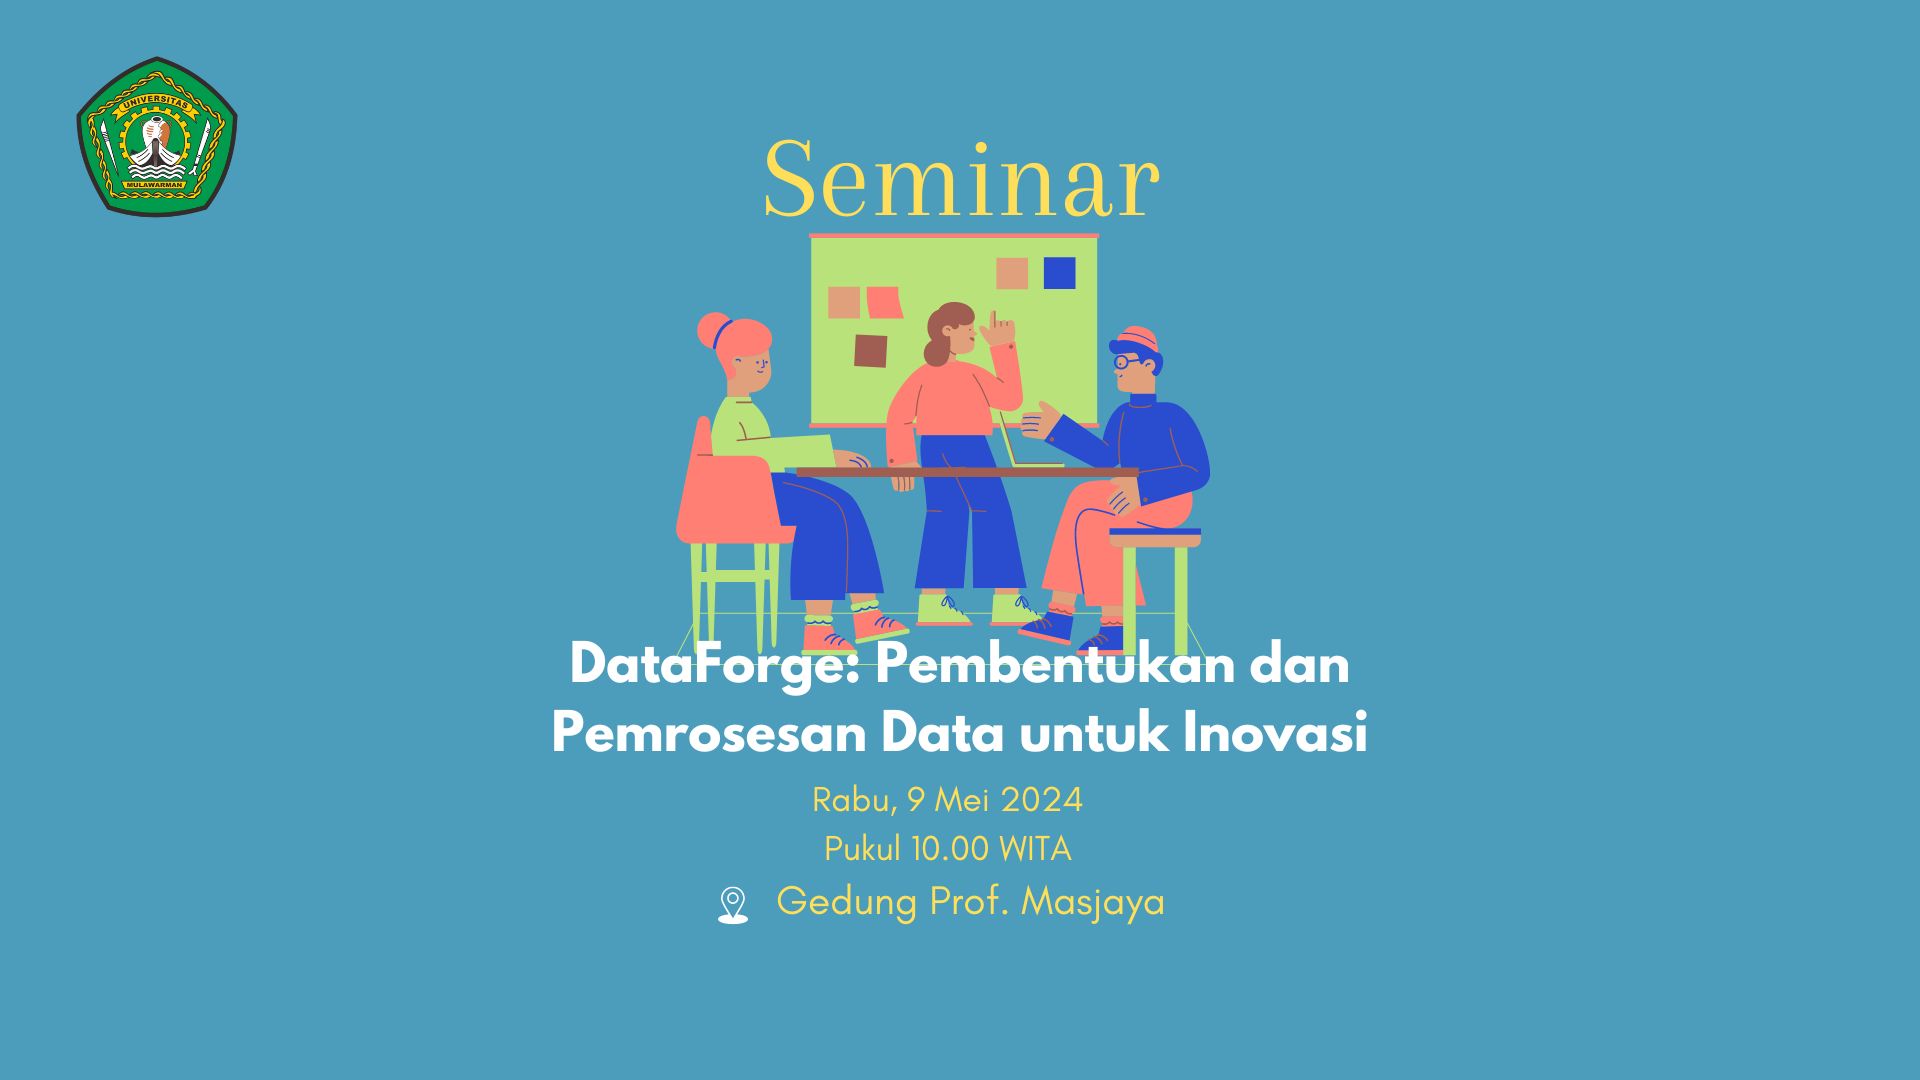 UNIVERSITAS
MULAWARMAN
Seminar
DataForge: Pembentukan dan
Pemrosesan Data untuk Inovasi
Rabu, 9 Mei 2024
Pukul 10.00 WITA
Gedung Prof. Masjaya